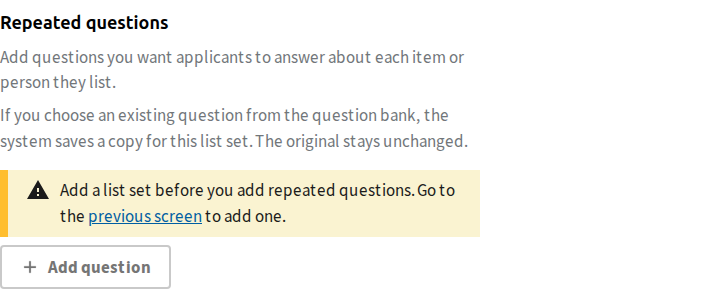 Repeated questions
Add questions you want applicants to answer about each item or
person they list.
If you choose an existing question from the question bank, the
system saves a copy for this list set. The original stays unchanged.
Add a list set before you add repeated questions. Go to
the previous screen to add one.
+ Add question